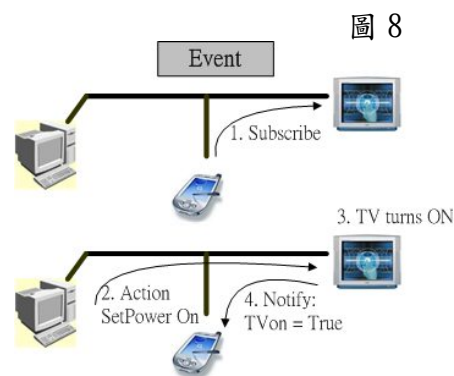 圖 8
Event
1. Subscribe
3. TV turns ON
2. Action
SetPower On
4. Notify:
TVon = True